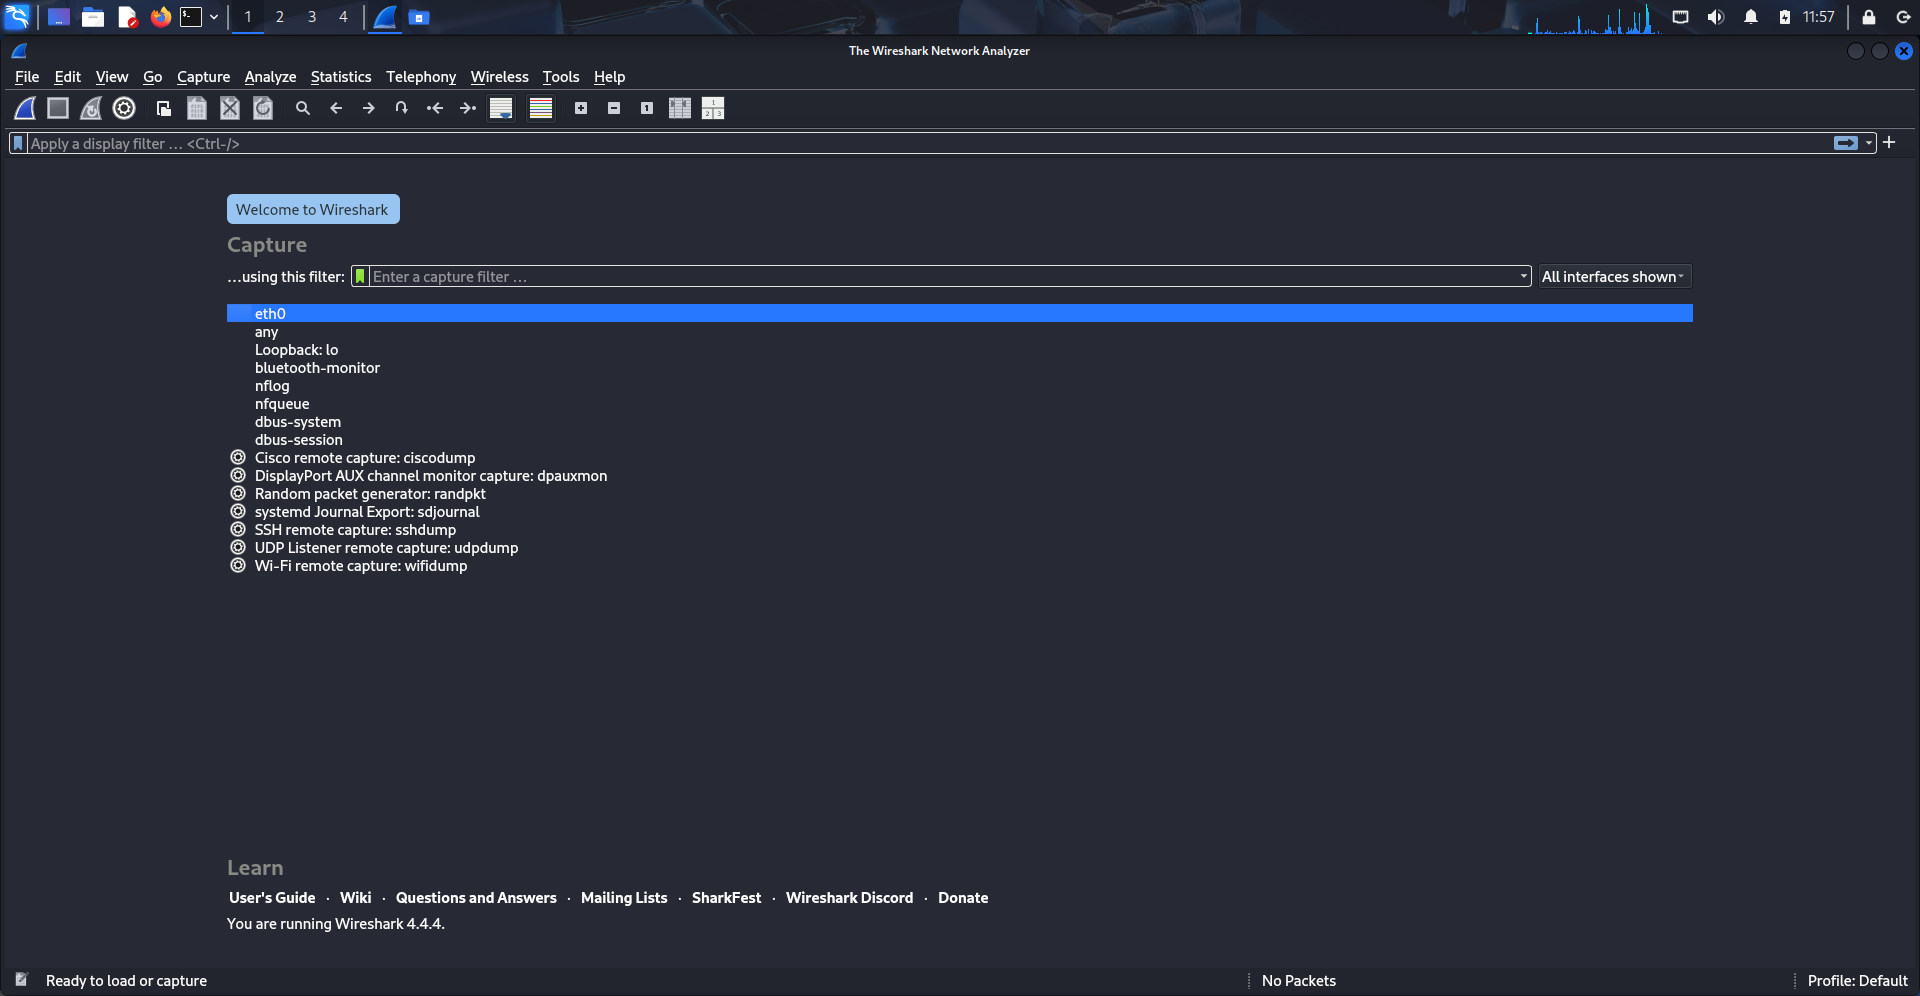 1 2 3 4 11:57
The Wireshark Network Analyzer
File Edit View Go Capture Analyze Statistics Telephony Wireless Tools Help
Apply a display filter … <Ctrl-/>
Welcome to Wireshark
Capture
…using this filter: Enter a capture filter … All interfaces shown
eth0
any
Loopback: lo
bluetooth-monitor
nflog
nfqueue
dbus-system
dbus-session
Cisco remote capture: ciscodump
DisplayPort AUX channel monitor capture: dpauxmon
Random packet generator: randpkt
systemd Journal Export: sdjournal
SSH remote capture: sshdump
UDP Listener remote capture: udpdump
Wi-Fi remote capture: wifidump
Learn
User's Guide · Wiki · Questions and Answers · Mailing Lists · SharkFest · Wireshark Discord · Donate
You are running Wireshark 4.4.4.
Ready to load or capture No Packets Profile: Default